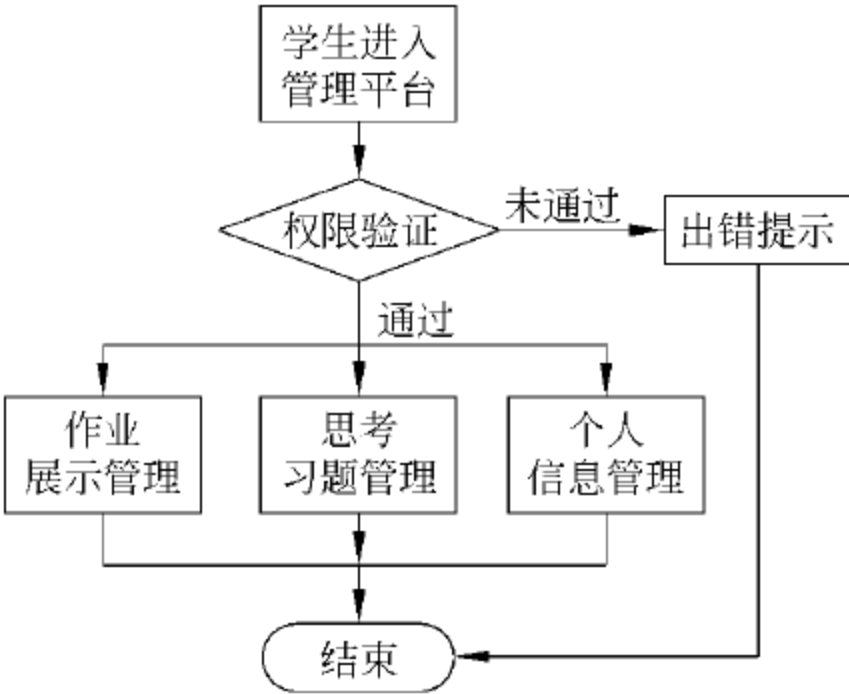 学生进入
管理平台
权限验证
未通过
出错提示
通过
作业
展示管理
思考
习题管理
个人
信息管理
结束